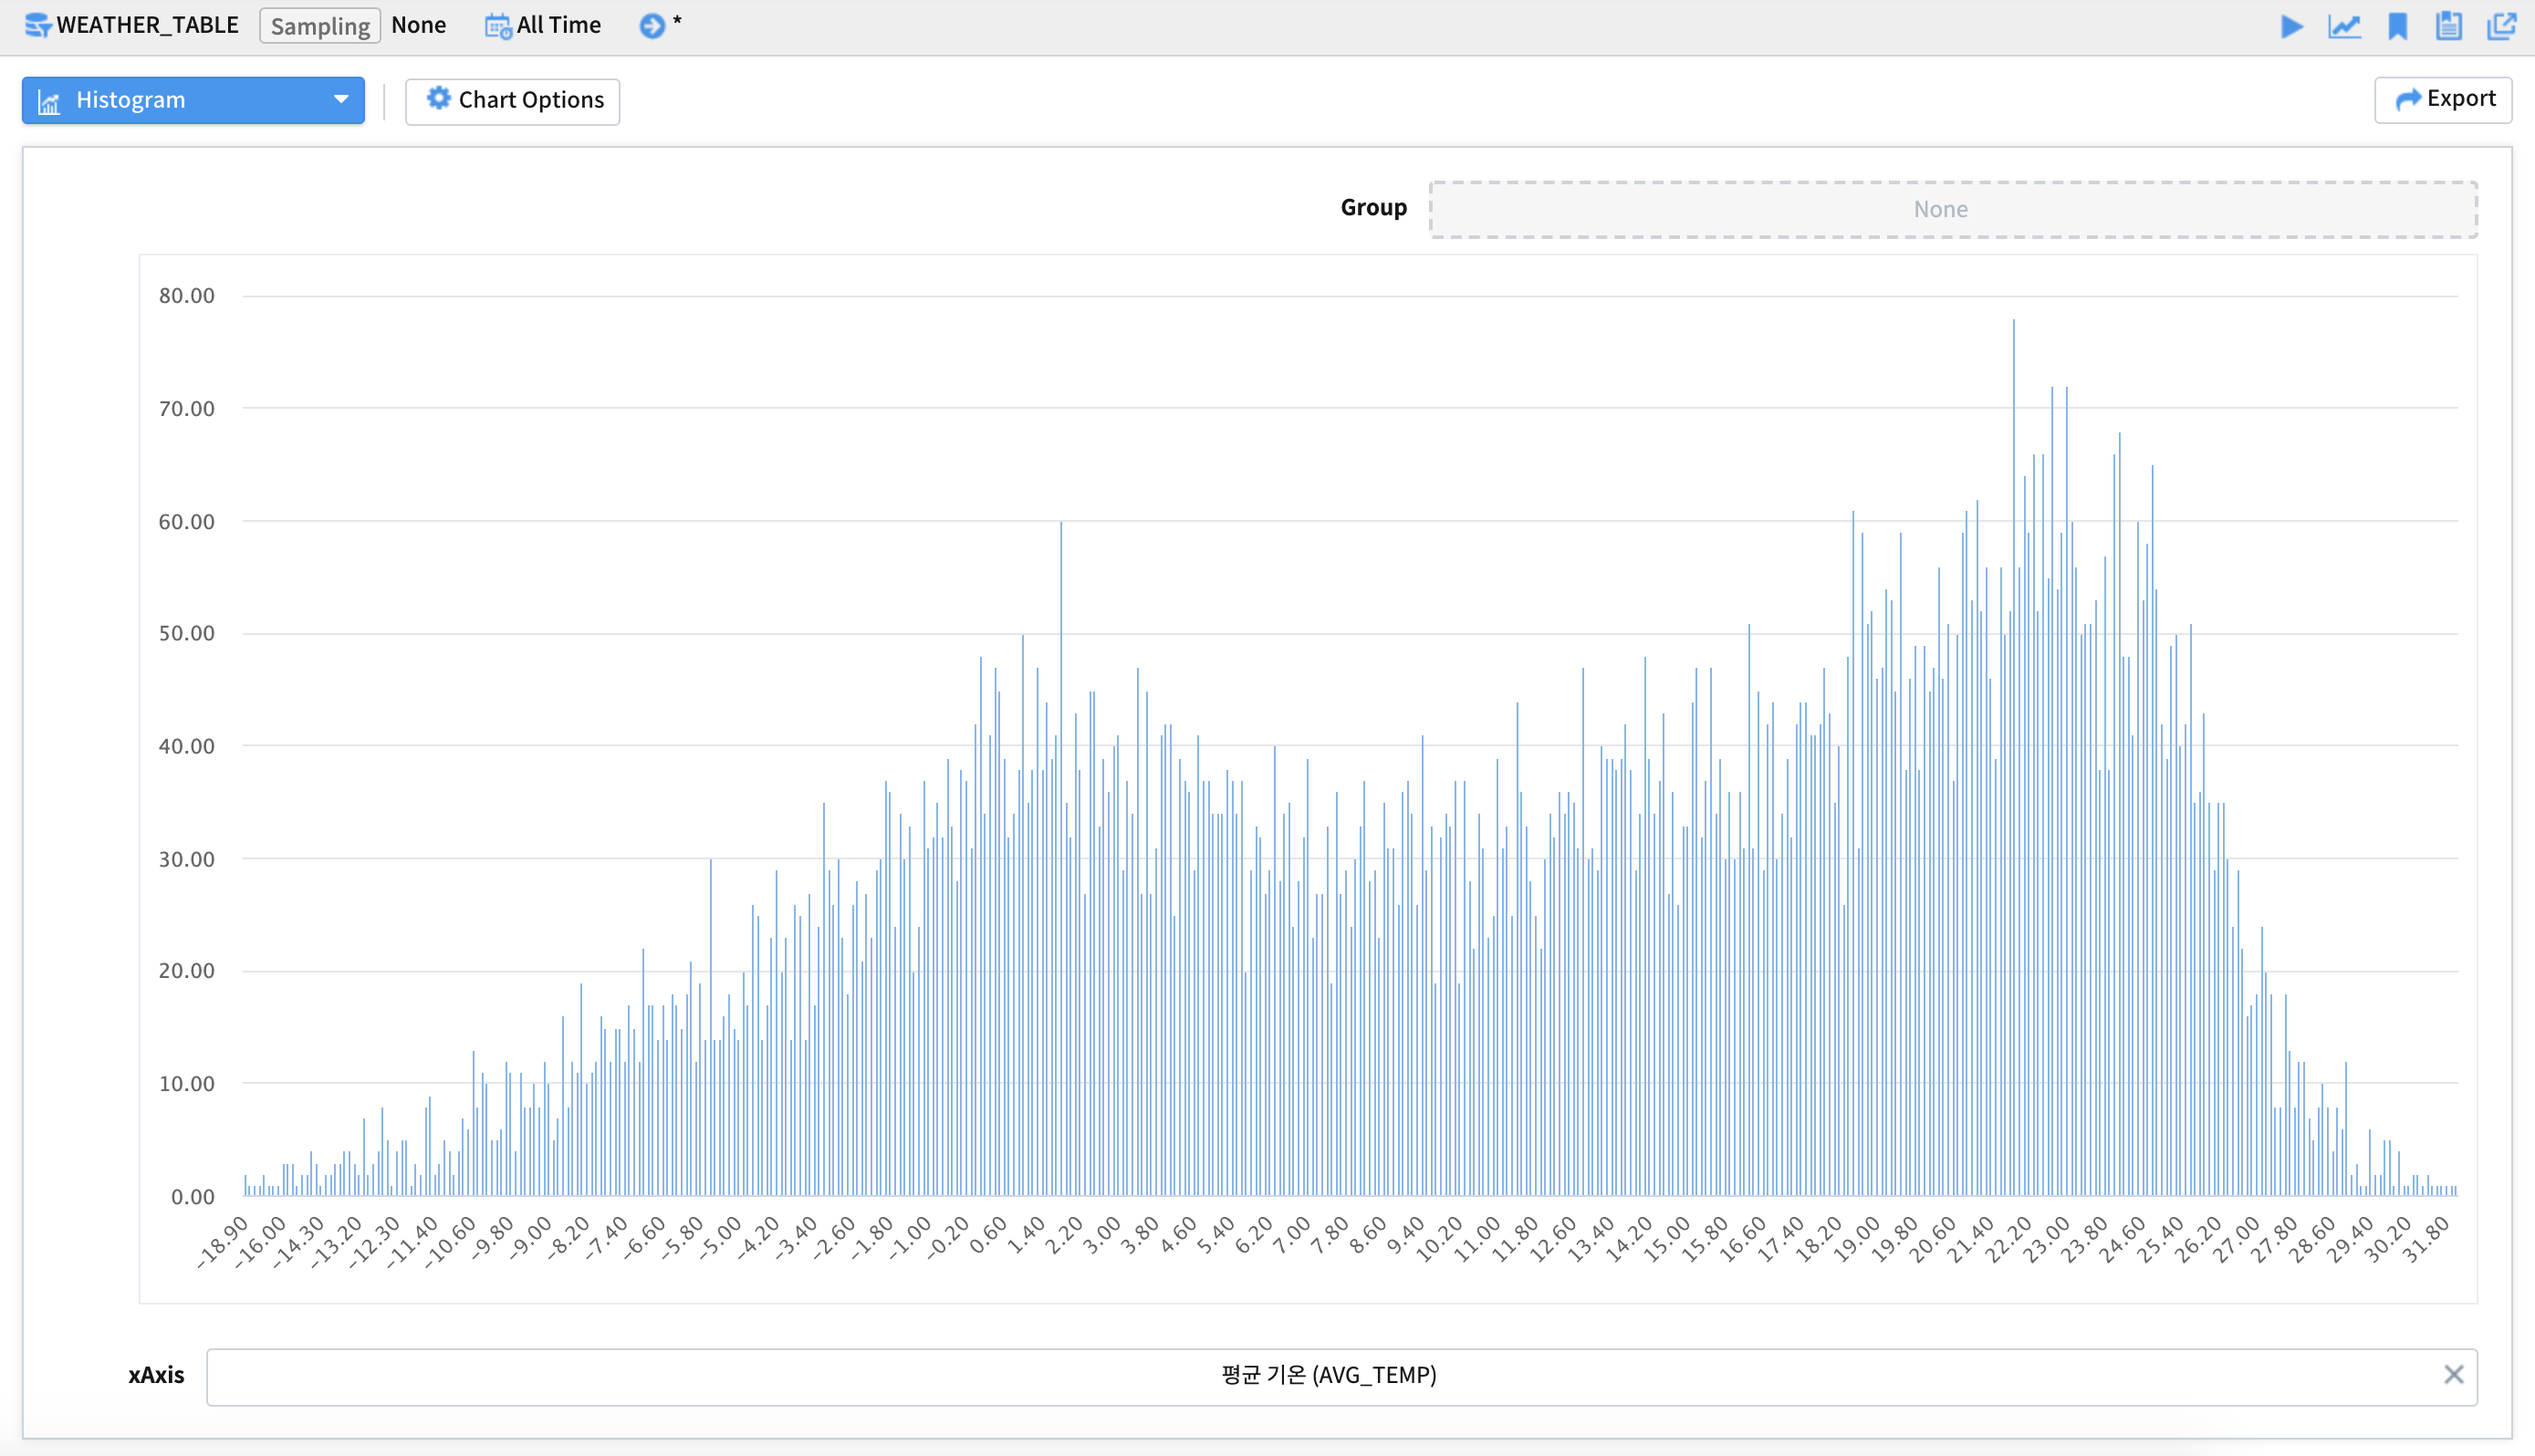 WEATHER_TABLE Sampling None All Time *
Histogram Chart Options Export
Group None
80.00
70.00
60.00
50.00
40.00
30.00
20.00
10.00
0.00
−18.90 −16.00 −14.30 −13.20 −12.30 −11.40 −10.60 −9.80 −9.00 −8.20 −7.40 −6.60 −5.80 −5.00 −4.20 −3.40 −2.60 −1.80 −1.00 −0.20 0.60 1.40 2.20 3.00 3.80 4.60 5.40 6.20 7.00 7.80 8.60 9.40 10.20 11.00 11.80 12.60 13.40 14.20 15.00 15.80 16.60 17.40 18.20 19.00 19.80 20.60 21.40 22.20 23.00 23.80 24.60 25.40 26.20 27.00 27.80 28.60 29.40 30.20 31.80
xAxis 평균 기온 (AVG_TEMP)